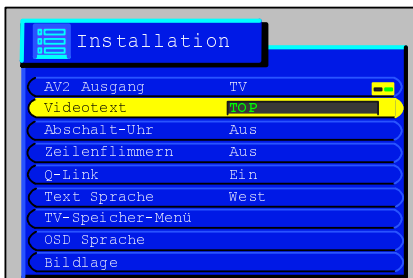 Installation
AV2 Ausgang TV
Videotext TOP
Abschalt-Uhr Aus
Zeilenflimmern Aus
Q-Link Ein
Text Sprache West
TV-Speicher-Menü
OSD Sprache
Bildlage